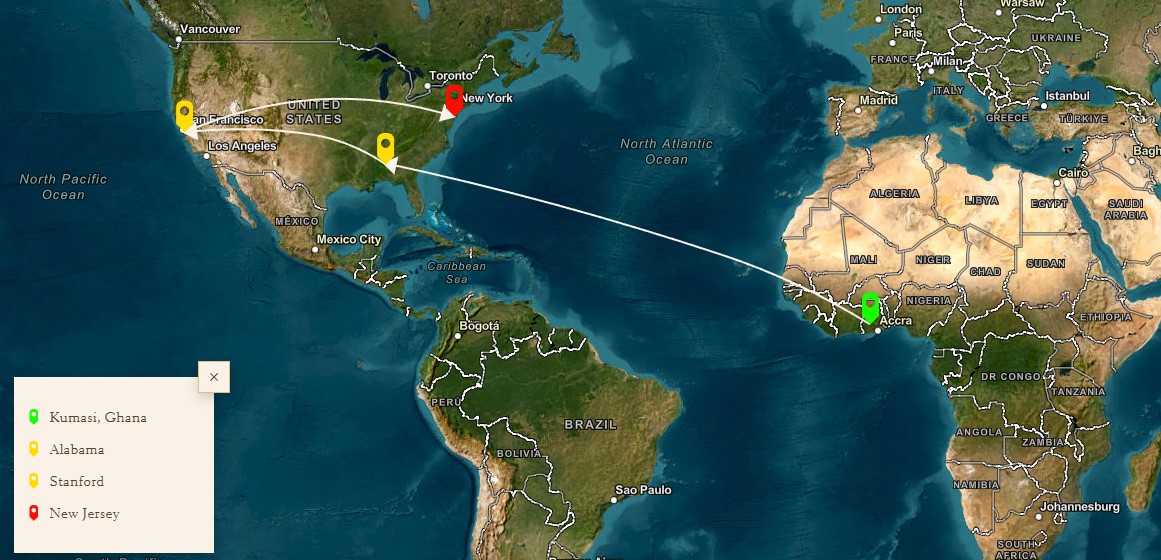 London
Warsaw
Vancouver
Paris
UKRAINE
FRANCE
Milan
Toronto
ITALY
New York
Istanbul
UNITED
STATES
Madrid
GREECE
TÜRKIYE
an Francisco
Los Angeles
North Atlantic
Ocean
Bagh
Cairo
North Pacific
Ocean
ALGERIA
LIBYA
EGYPT
SAUDI
ARABIA
MÉXICO
Mexico City
MALI
NIGER
CHAD
SUDAN
Caribbean
Sea
NIGERIA
Accra
ETHIOPIA
Bogotá
DR CONGO
TANZANIA
PERÚ
BRAZIL
ANGOLA
ZAMBIA
BOLIVIA
NAMIBIA
Sao Paulo
Johannesburg
SOUTH
AFRICA
×
Kumasi, Ghana
Alabama
Stanford
New Jersey